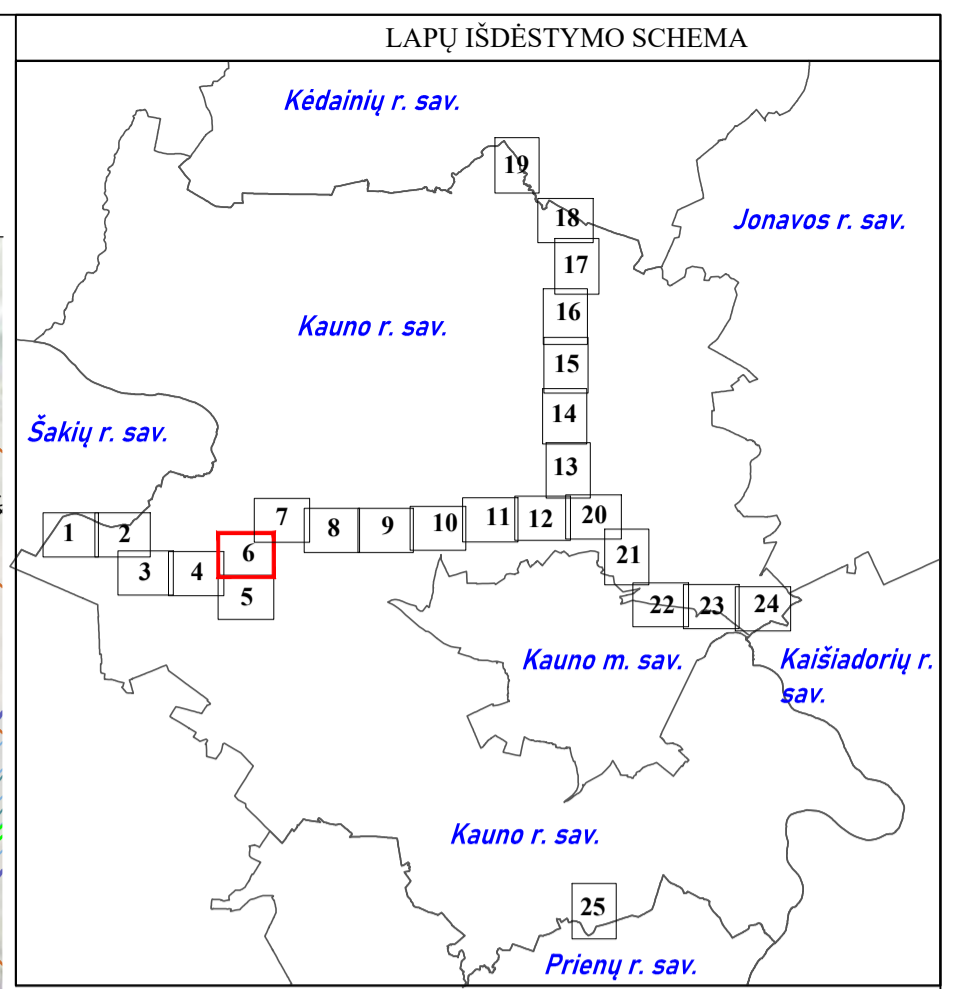 LAPŲ IŠDĖSTYMO SCHEMA
Kėdainių r. sav.
19
18
Jonavos r. sav.
17
16
Kauno r. sav.
15
14
Šakių r. sav.
13
7
11
12
20
1
2
8
9
10
6
21
3
4
5
22
23
24
Kauno m. sav.
Kaišiadorių r.
sav.
Kauno r. sav.
25
Prienų r. sav.